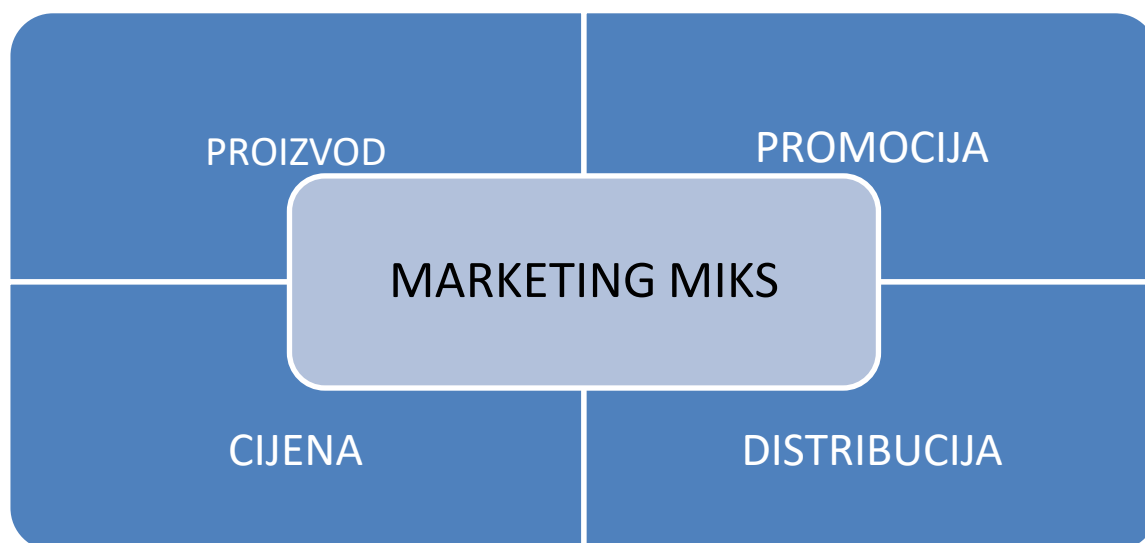 PROIZVOD
PROMOCIJA
MARKETING MIKS
CIJENA
DISTRIBUCIJA